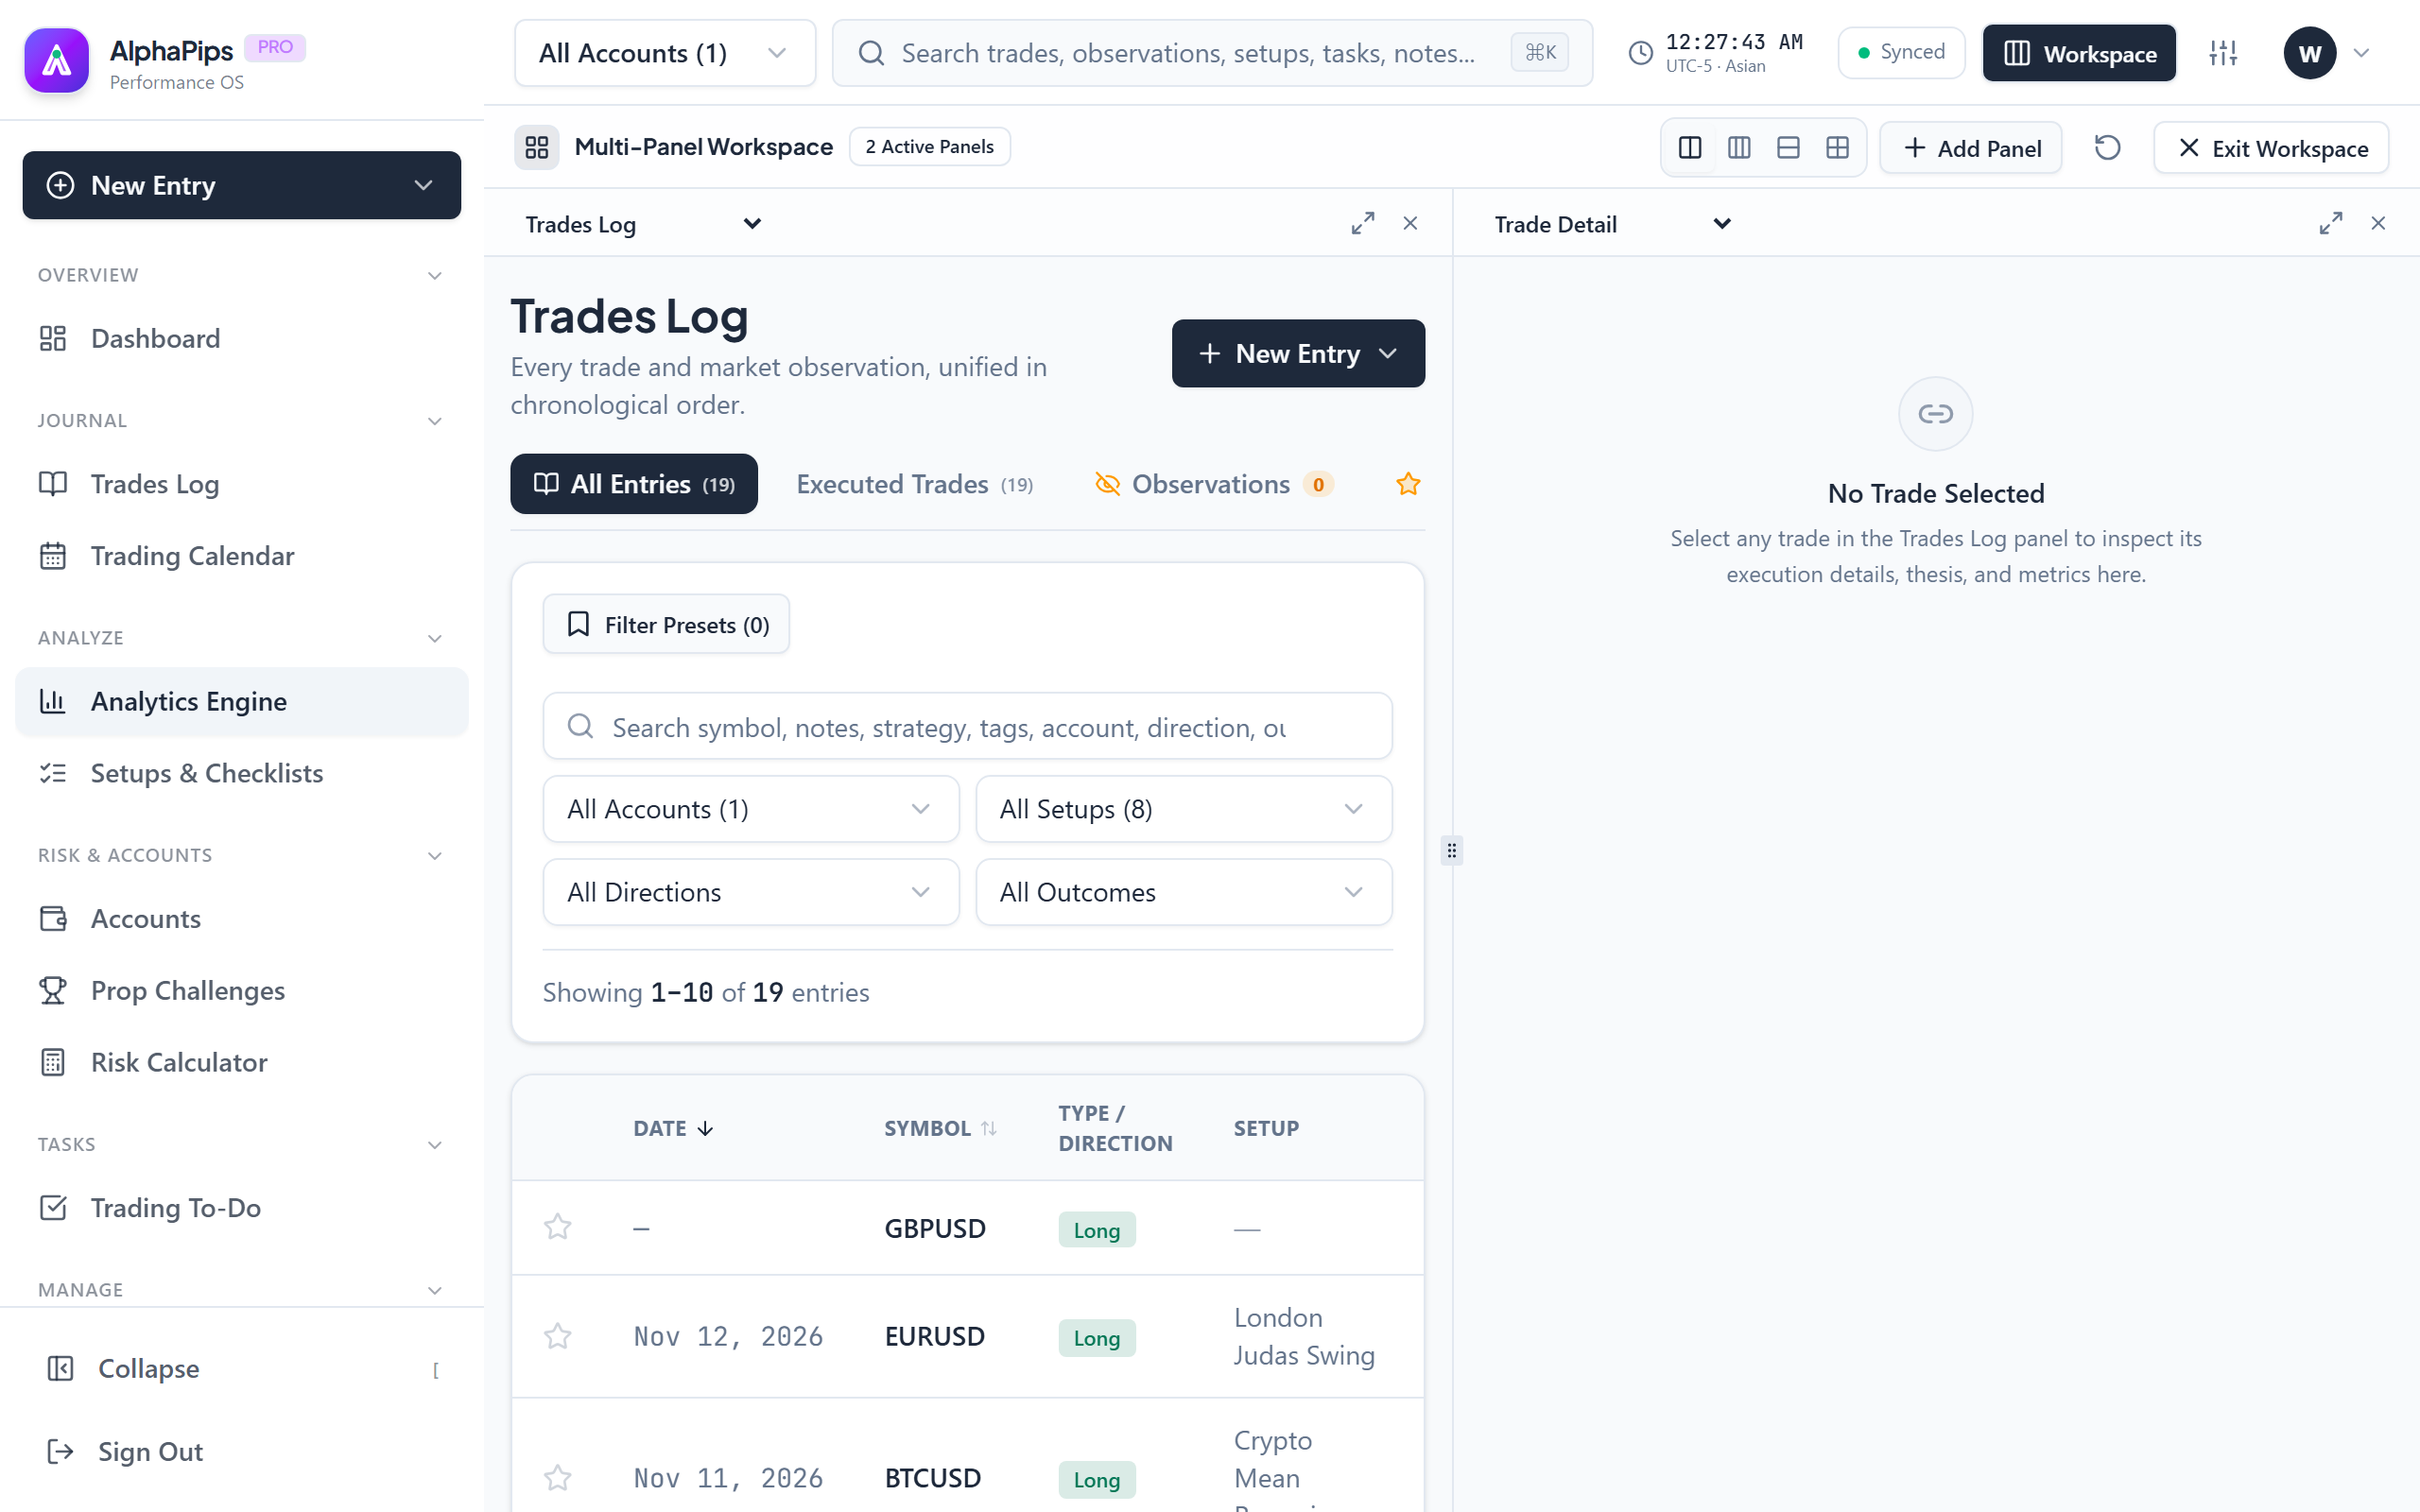 AlphaPips PRO
Performance OS
New Entry
OVERVIEW
Dashboard
JOURNAL
Trades Log
Trading Calendar
ANALYZE
Analytics Engine
Setups & Checklists
RISK & ACCOUNTS
Accounts
Prop Challenges
Risk Calculator
TASKS
Trading To-Do
MANAGE
Collapse [
Sign Out
All Accounts (1)
Search trades, observations, setups, tasks, notes...
⌘K
12:27:43 AM
UTC-5 · Asian
Synced
Workspace
W
Multi-Panel Workspace
2 Active Panels
Add Panel
Exit Workspace
Trades Log
Trades Log
Every trade and market observation, unified in
chronological order.
New Entry
All Entries (19)
Executed Trades (19)
Observations 0
Filter Presets (0)
Search symbol, notes, strategy, tags, account, direction, ou
All Accounts (1)
All Setups (8)
All Directions
All Outcomes
Showing 1–10 of 19 entries
DATE
SYMBOL
TYPE /
DIRECTION
SETUP
— GBPUSD Long —
Nov 12, 2026 EURUSD Long London
Judas Swing
Nov 11, 2026 BTCUSD Long Crypto
Mean
Trade Detail
No Trade Selected
Select any trade in the Trades Log panel to inspect its
execution details, thesis, and metrics here.